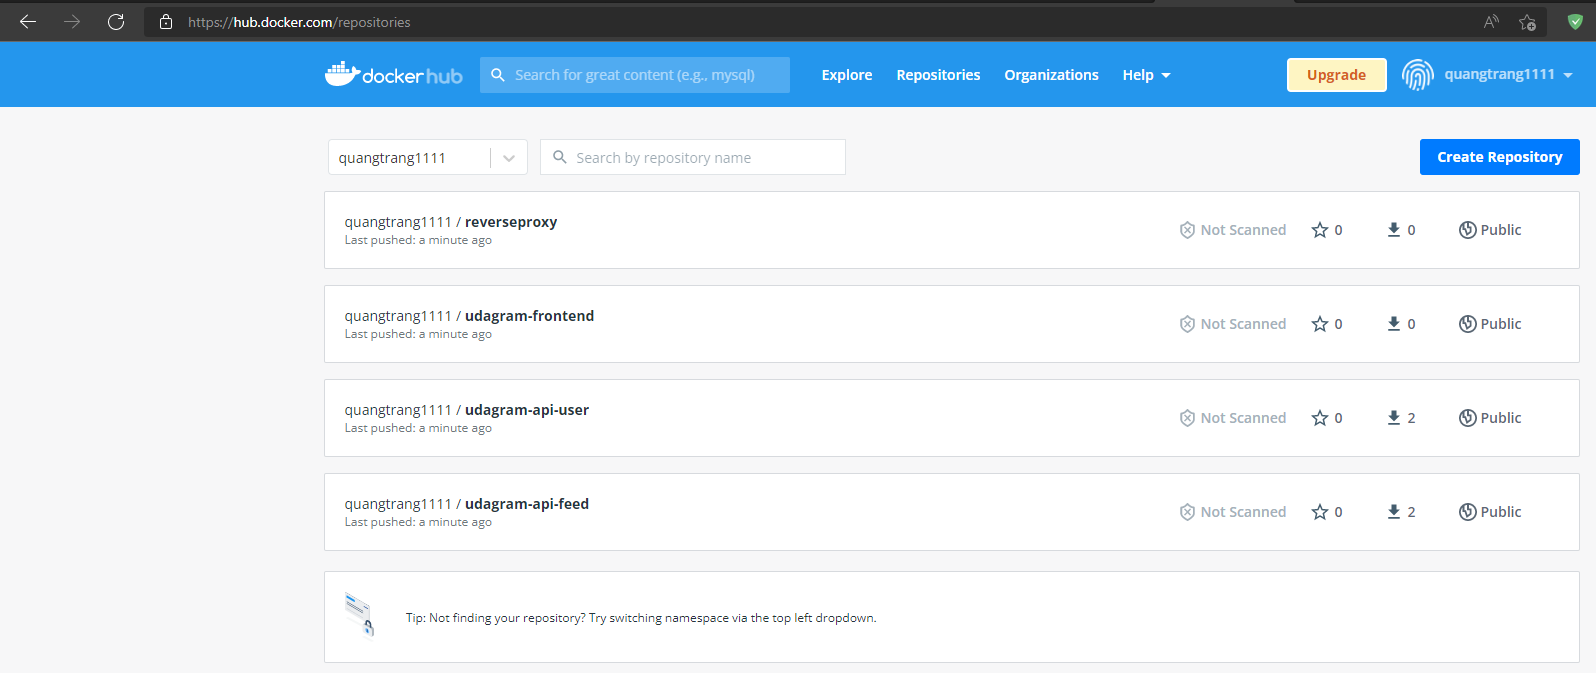 https://hub.docker.com/repositories
docker hub
Search for great content (e.g., mysql)
Explore
Repositories
Organizations
Help
Upgrade
quangtrang1111
quangtrang1111
Search by repository name
Create Repository
quangtrang1111 / reverseproxy
Last pushed: a minute ago
Not Scanned
0
0
Public
quangtrang1111 / udagram-frontend
Last pushed: a minute ago
Not Scanned
0
0
Public
quangtrang1111 / udagram-api-user
Last pushed: a minute ago
Not Scanned
0
2
Public
quangtrang1111 / udagram-api-feed
Last pushed: a minute ago
Not Scanned
0
2
Public
Tip: Not finding your repository? Try switching namespace via the top left dropdown.